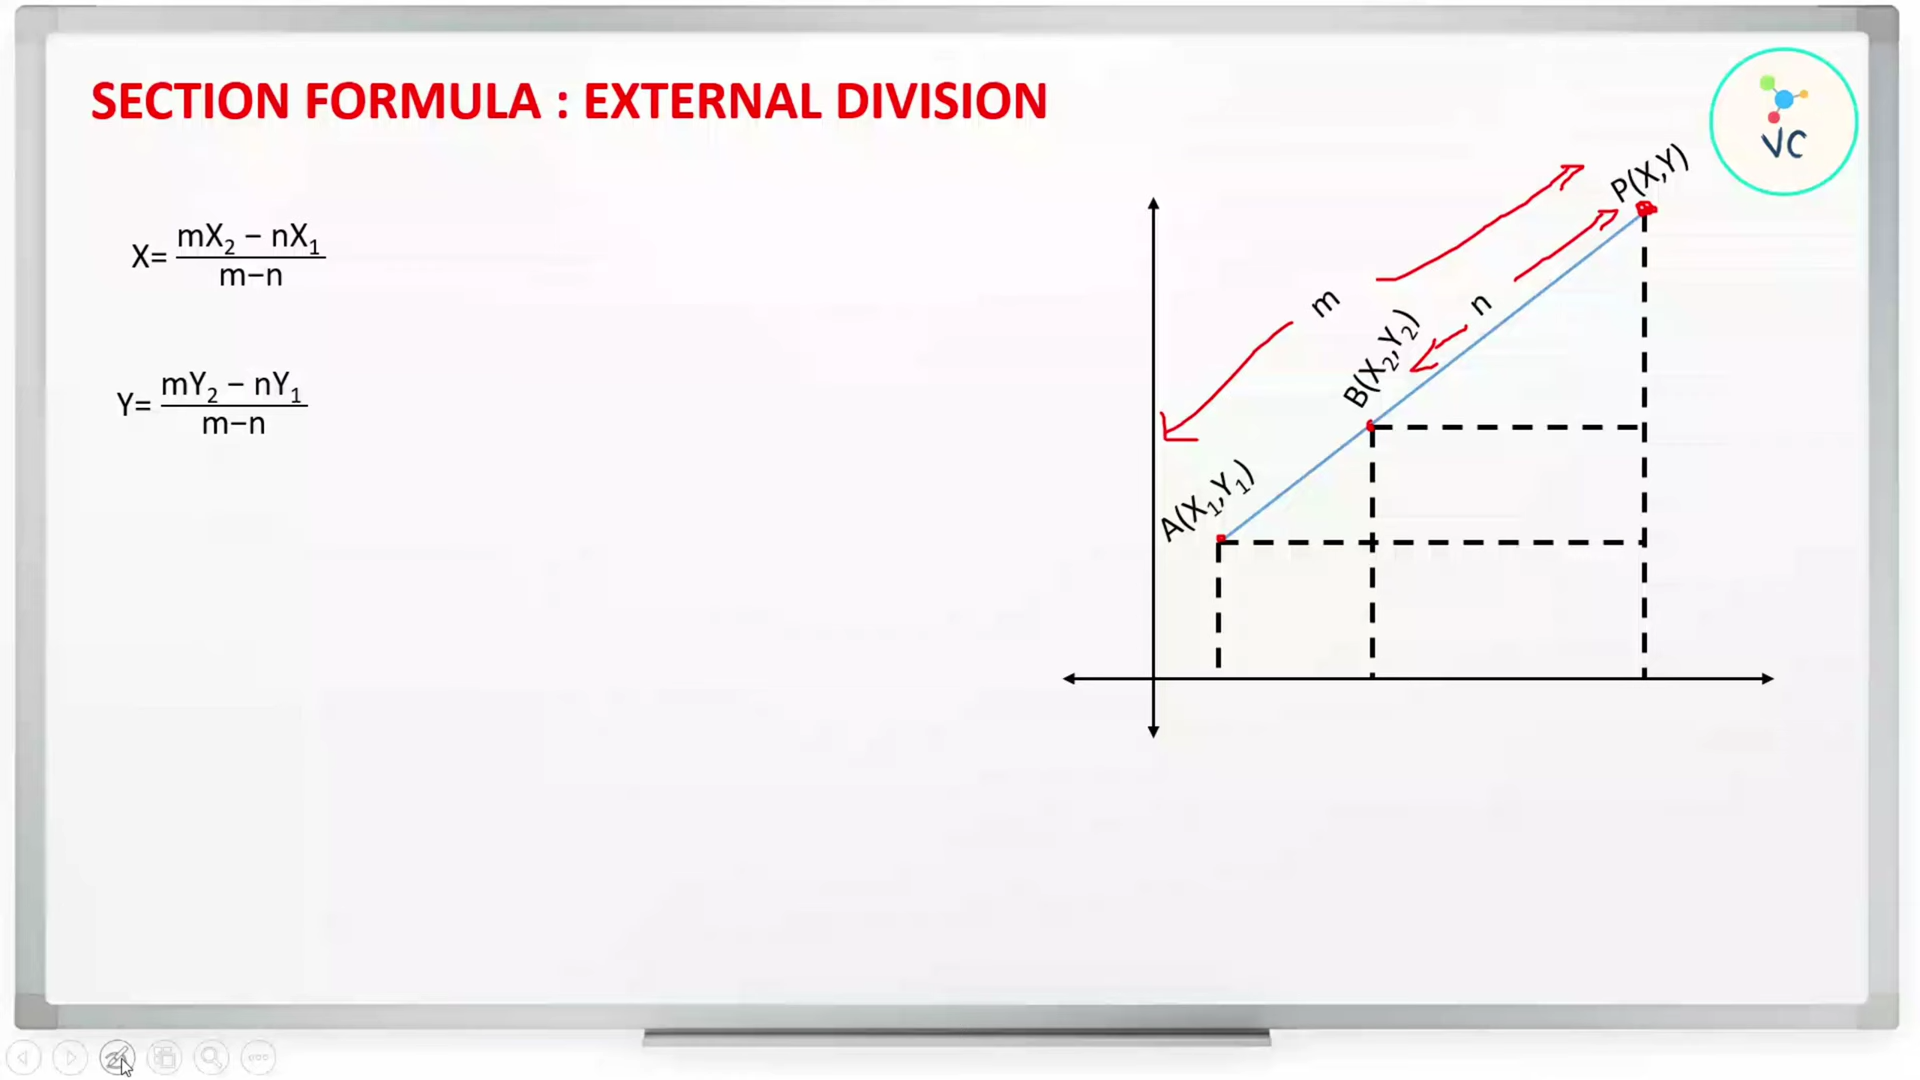 SECTION FORMULA : EXTERNAL DIVISION
VC
X= mX₂ − nX₁
m−n
Y= mY₂ − nY₁
m−n
P(X,Y)
m
n
B(X₂,Y₂)
A(X₁,Y₁)